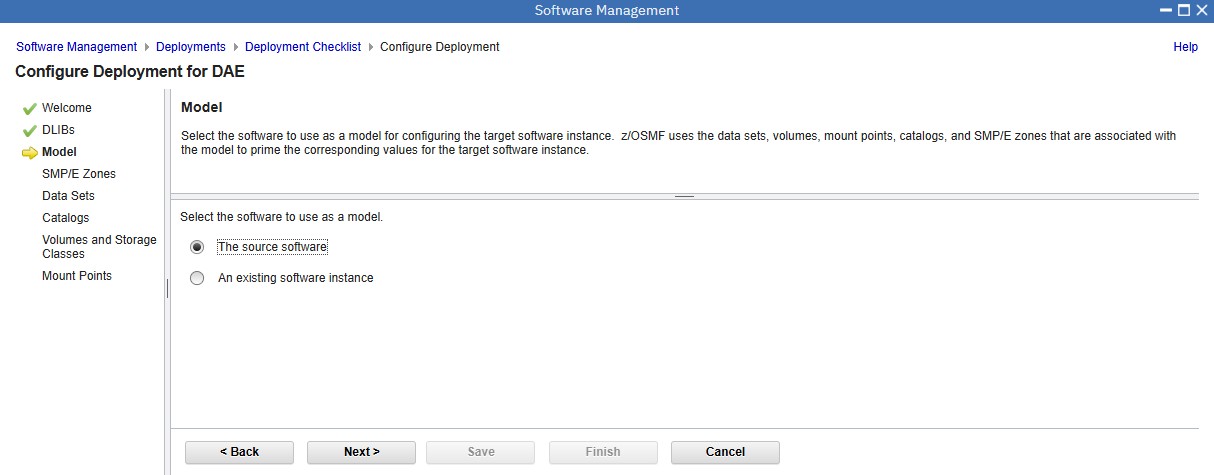 Software Management
Software Management Deployments Deployment Checklist Configure Deployment Help
Configure Deployment for DAE
Welcome
DLIBs
Model
SMP/E Zones
Data Sets
Catalogs
Volumes and Storage
Classes
Mount Points
Model
Select the software to use as a model for configuring the target software instance. z/OSMF uses the data sets, volumes, mount points, catalogs, and SMP/E zones that are associated with
the model to prime the corresponding values for the target software instance.
Select the software to use as a model.
The source software
An existing software instance
< Back Next > Save Finish Cancel